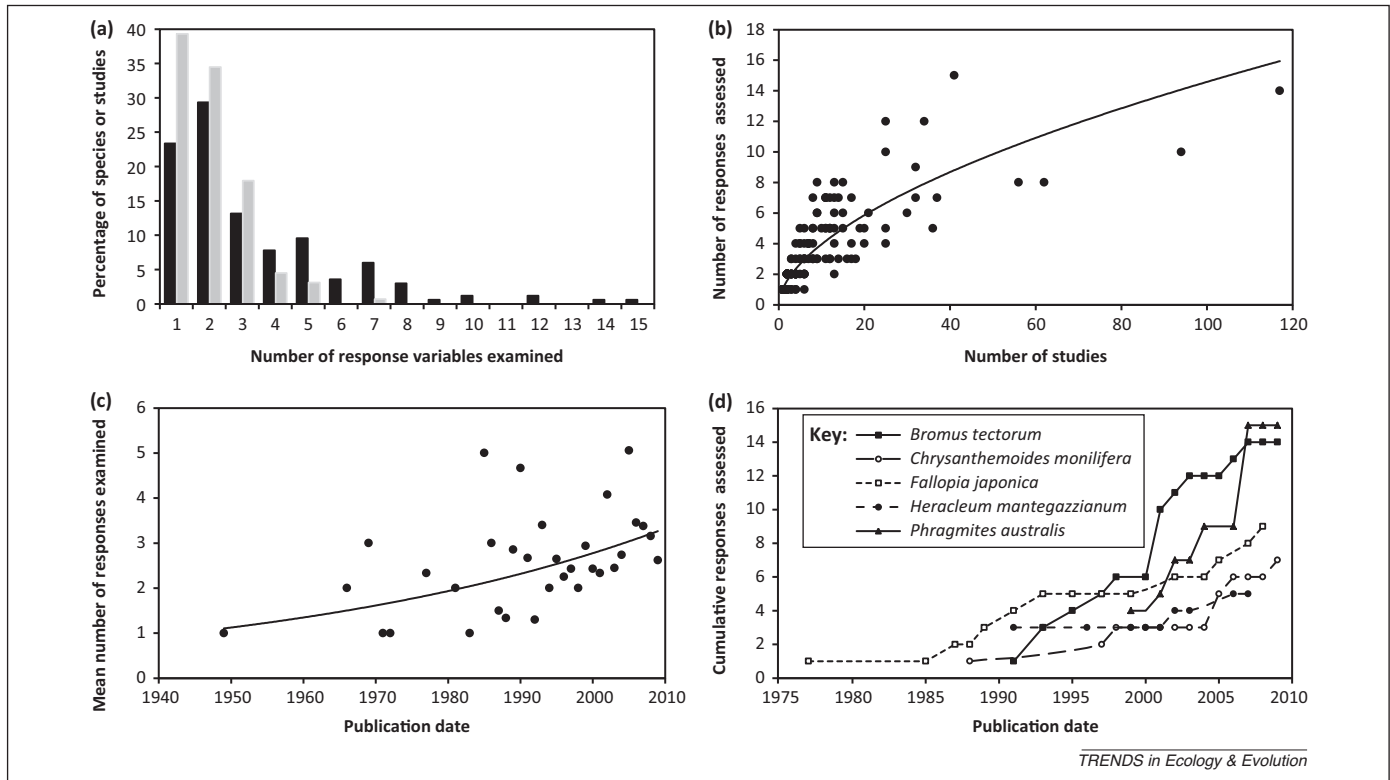 (a)
40
35
30
25
20
15
10
5
0
Percentage of species or studies
1 2 3 4 5 6 7 8 9 10 11 12 13 14 15
Number of response variables examined
(b)
18
16
14
12
10
8
6
4
2
0
Number of responses assessed
0 20 40 60 80 100 120
Number of studies
(c)
6
5
4
3
2
1
0
Mean number of responses examined
1940 1950 1960 1970 1980 1990 2000 2010
Publication date
(d)
16
14
12
10
8
6
4
2
0
Cumulative responses assessed
Key: Bromus tectorum
Chrysanthemoides monilifera
Fallopia japonica
Heracleum mantegazzianum
Phragmites australis
1975 1980 1985 1990 1995 2000 2005 2010
Publication date
TRENDS in Ecology & Evolution